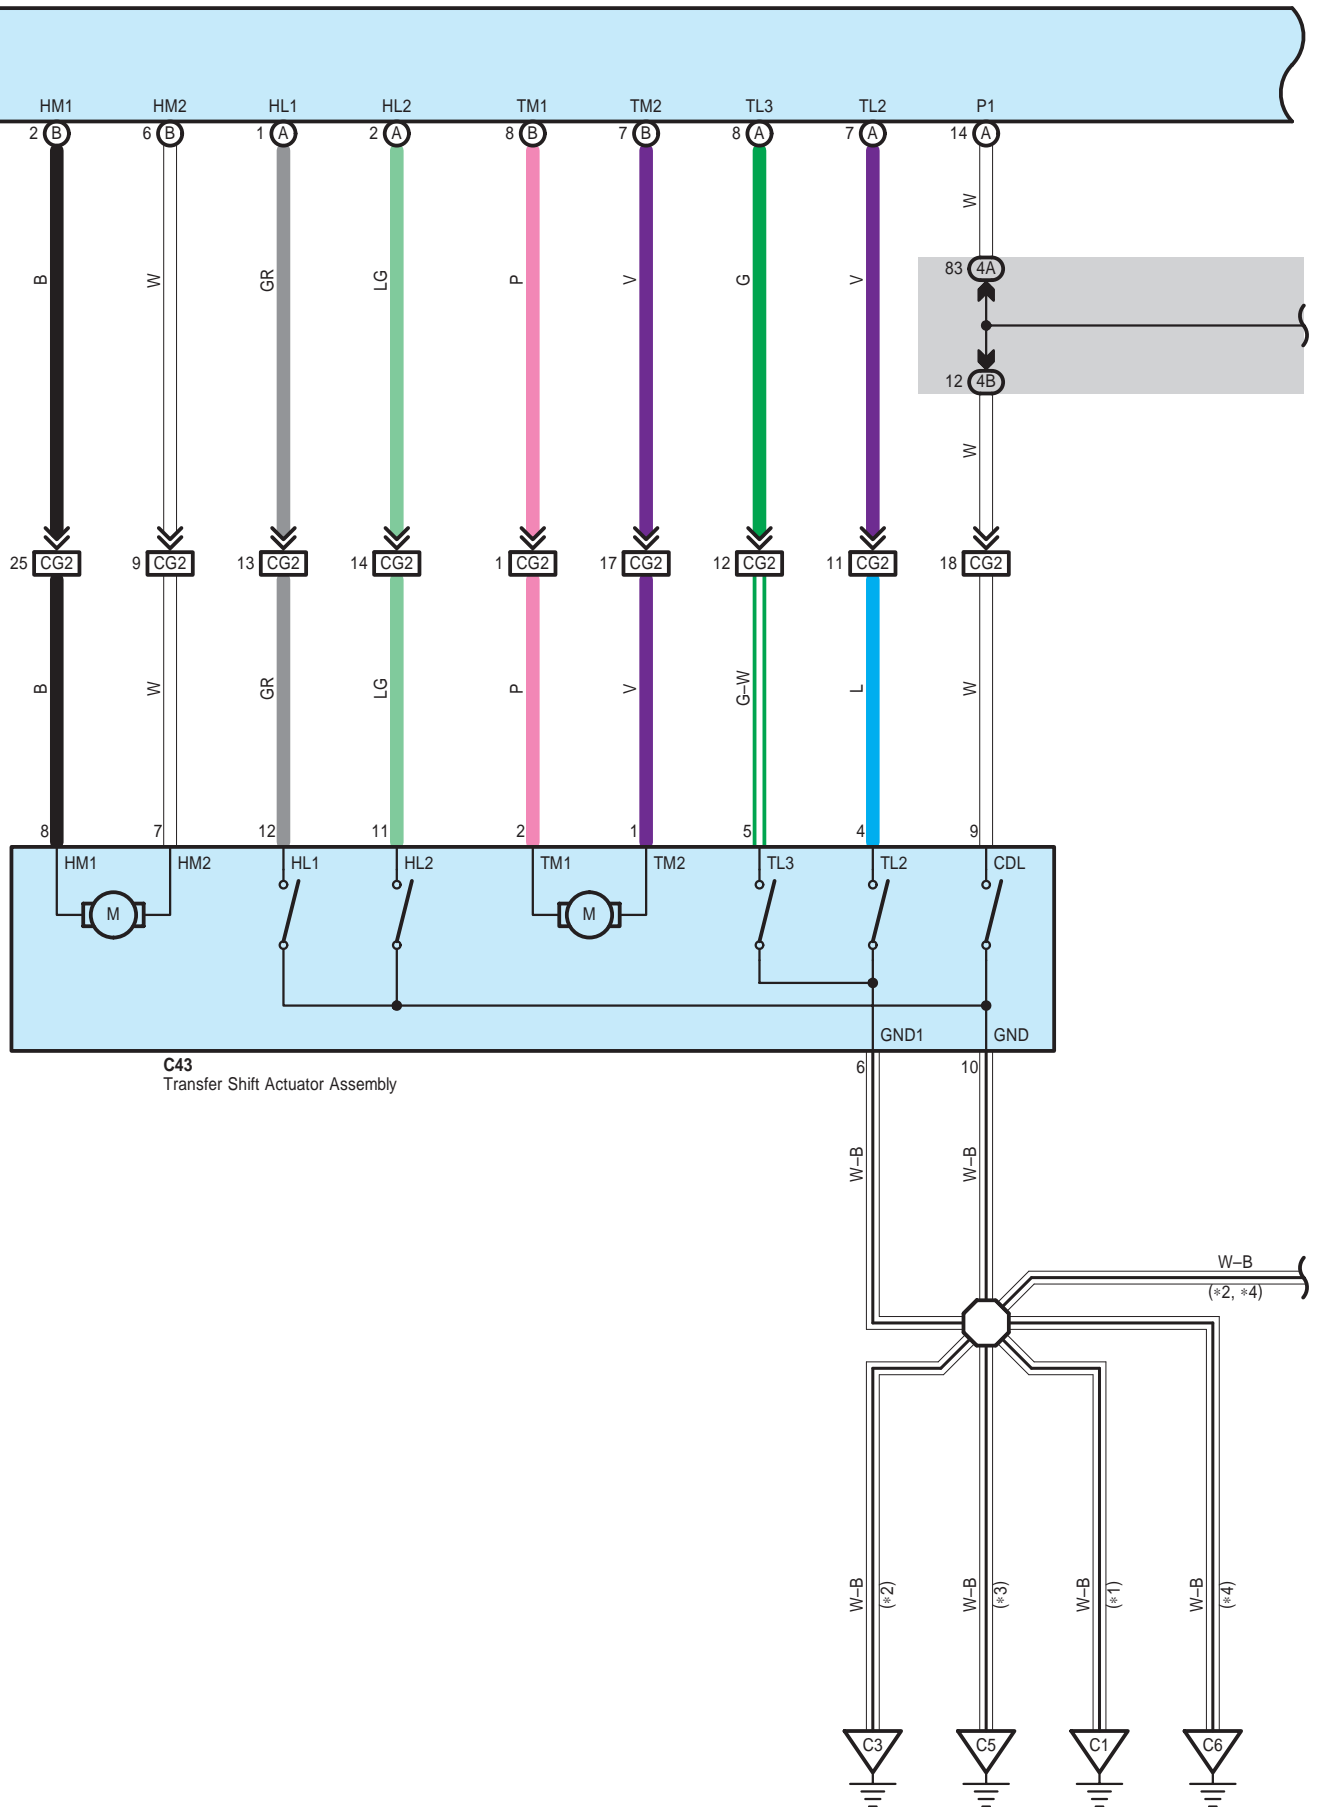 HM1 HM2 HL1 HL2 TM1 TM2 TL3 TL2 P1
2 B 6 B 1 A 2 A 8 B 7 B 8 A 7 A 14 A
W
83 4A
B W GR LG P V G V
12 4B
W
25 CG2 9 CG2 13 CG2 14 CG2 1 CG2 17 CG2 12 CG2 11 CG2 18 CG2
B W GR LG P V G–W L W
8 7 12 11 2 1 5 4 9
HM1 HM2 HL1 HL2 TM1 TM2 TL3 TL2 CDL
M M
GND1 GND
6 10
C43
Transfer Shift Actuator Assembly
W–B W–B
W–B
(*2, *4)
W–B (*2) W–B (*3) W–B (*1) W–B (*4)
C3 C5 C1 C6